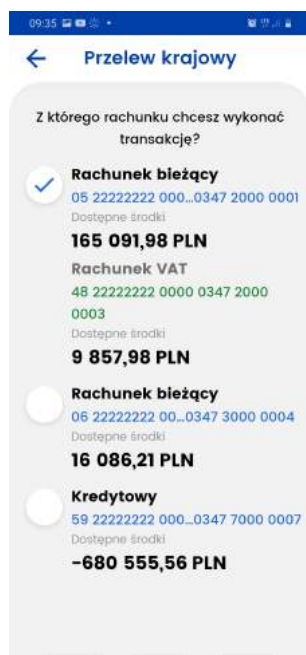 09:35
Przelew krajowy
Z którego rachunku chcesz wykonać
transakcję?
Rachunek bieżący
05 22222222 000...0347 2000 0001
Dostępne środki
165 091,98 PLN
Rachunek VAT
48 22222222 0000 0347 2000
0003
Dostępne środki
9 857,98 PLN
Rachunek bieżący
06 22222222 00...0347 3000 0004
Dostępne środki
16 086,21 PLN
Kredytowy
59 22222222 000...0347 7000 0007
Dostępne środki
-680 555,56 PLN